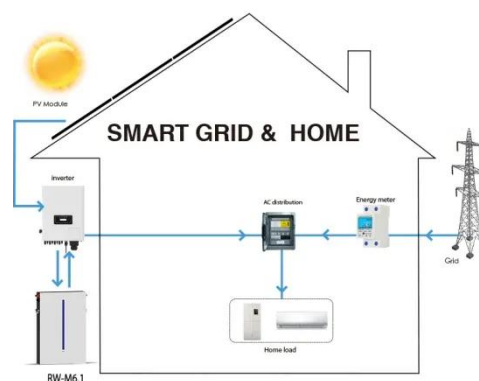 PV Module
SMART GRID & HOME
inverter
AC distribution
Energy meter
Grid
Home load
RW-M6.1